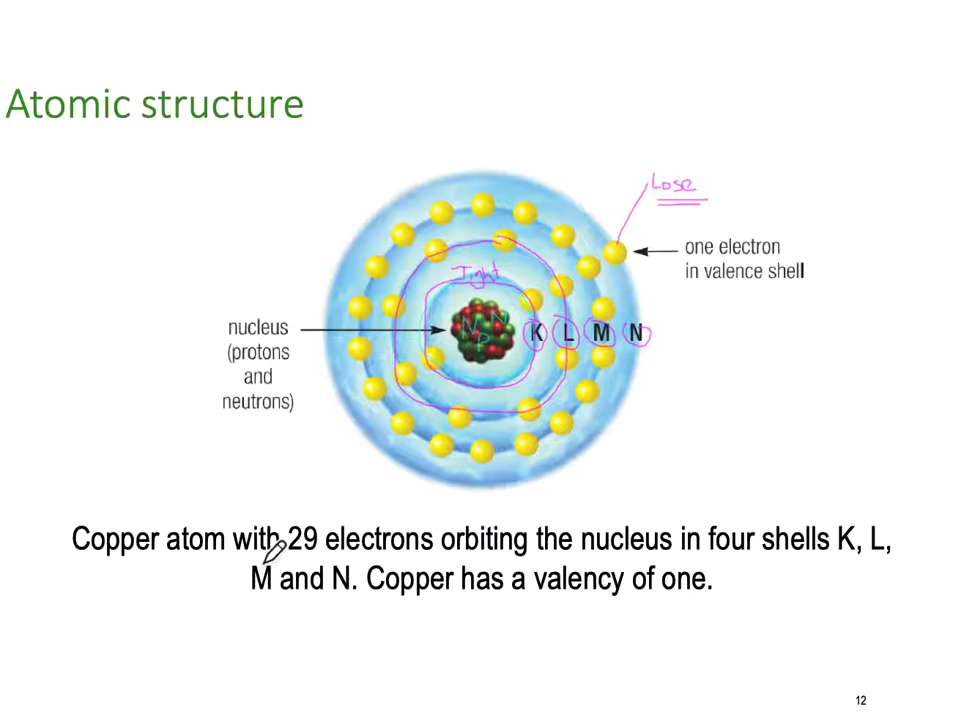 Atomic structure
Lose
one electron
in valence shell
Tight
nucleus
(protons
and
neutrons)
N N
P
K L M N
Copper atom with 29 electrons orbiting the nucleus in four shells K, L,
M and N. Copper has a valency of one.
12